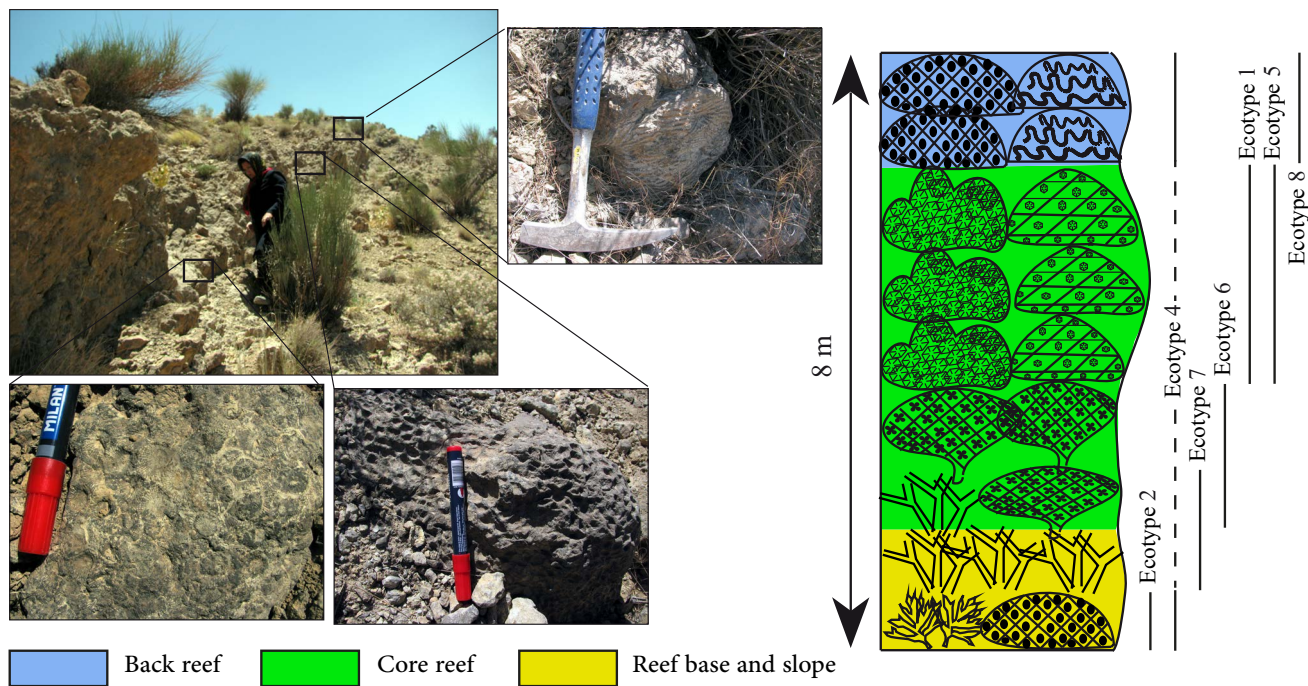 MILAN
8 m
Ecotype 2
Ecotype 4
Ecotype 7
Ecotype 6
Ecotype 1
Ecotype 5
Ecotype 8
Back reef
Core reef
Reef base and slope